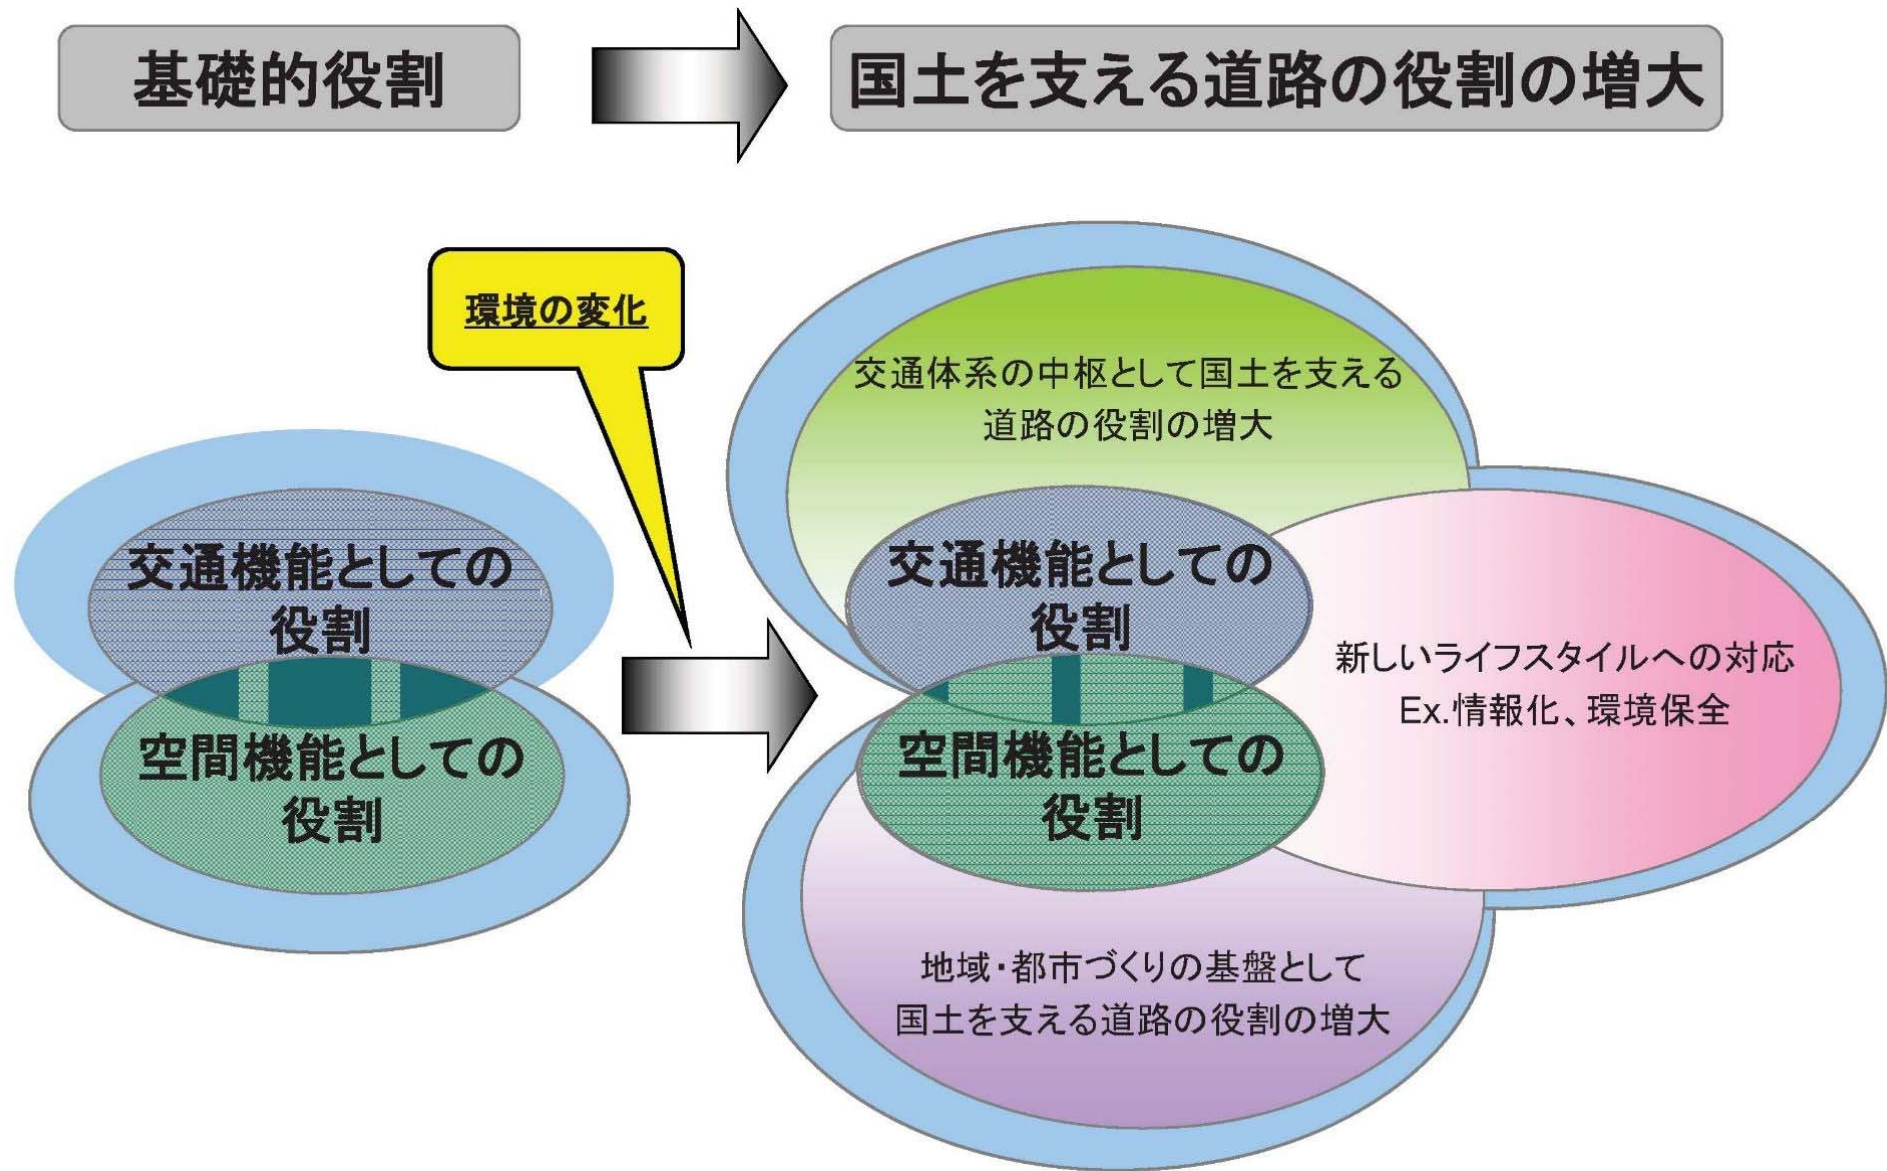 基礎的役割
国土を支える道路の役割の増大
環境の変化
交通機能としての
役割
空間機能としての
役割
交通体系の中枢として国土を支える
道路の役割の増大
交通機能としての
役割
空間機能としての
役割
新しいライフスタイルへの対応
Ex.情報化、環境保全
地域・都市づくりの基盤として
国土を支える道路の役割の増大